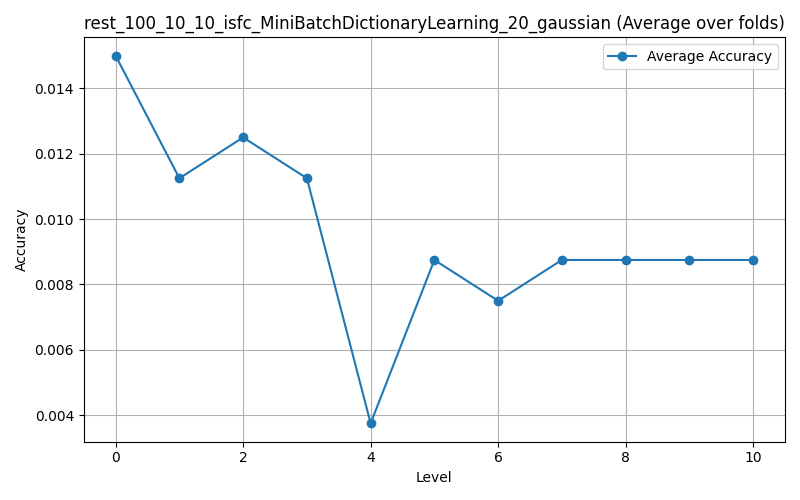 rest_100_10_10_isfc_MiniBatchDictionaryLearning_20_gaussian (Average over folds)
Average Accuracy
0.014
0.012
0.010
0.008
0.006
0.004
Accuracy
0 2 4 6 8 10
Level